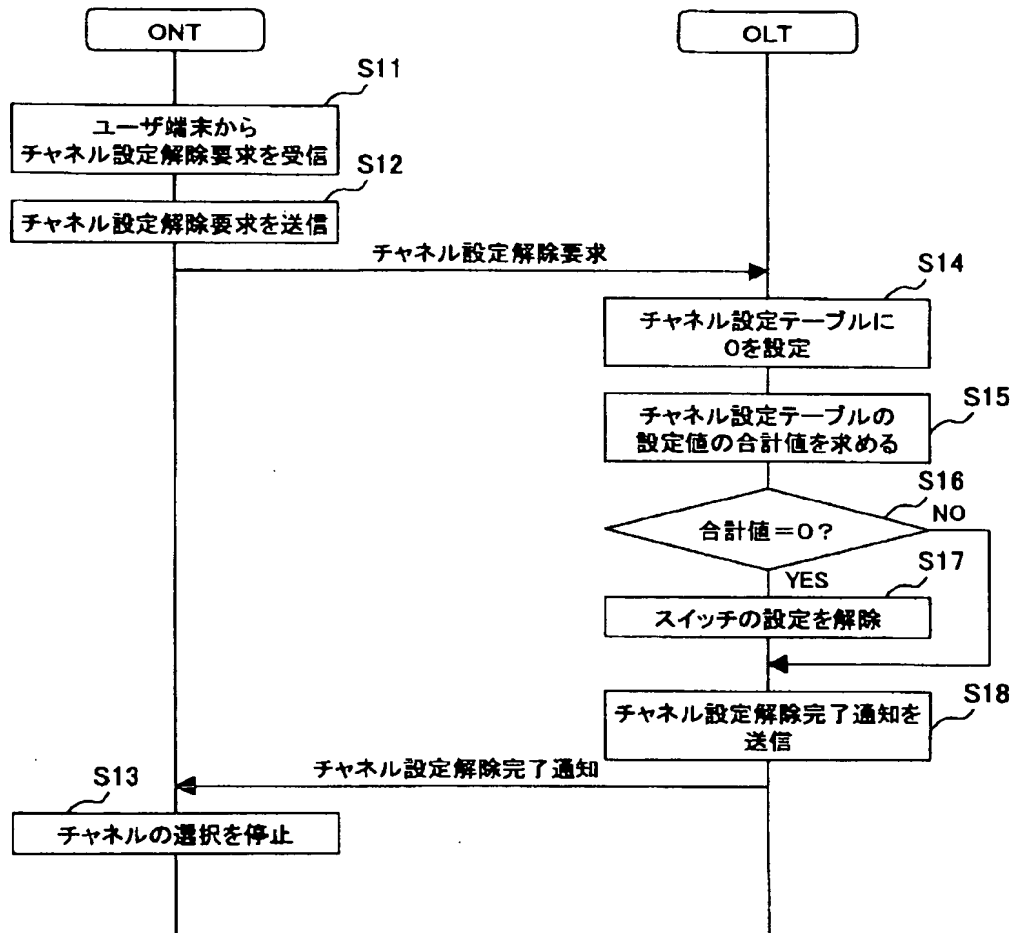 ONT
OLT
S11
ユーザ端末から
チャネル設定解除要求を受信
S12
チャネル設定解除要求を送信
チャネル設定解除要求
S14
チャネル設定テーブルに
0を設定
S15
チャネル設定テーブルの
設定値の合計値を求める
S16
合計値=0?
NO
YES
S17
スイッチの設定を解除
S18
チャネル設定解除完了通知を
送信
チャネル設定解除完了通知
S13
チャネルの選択を停止